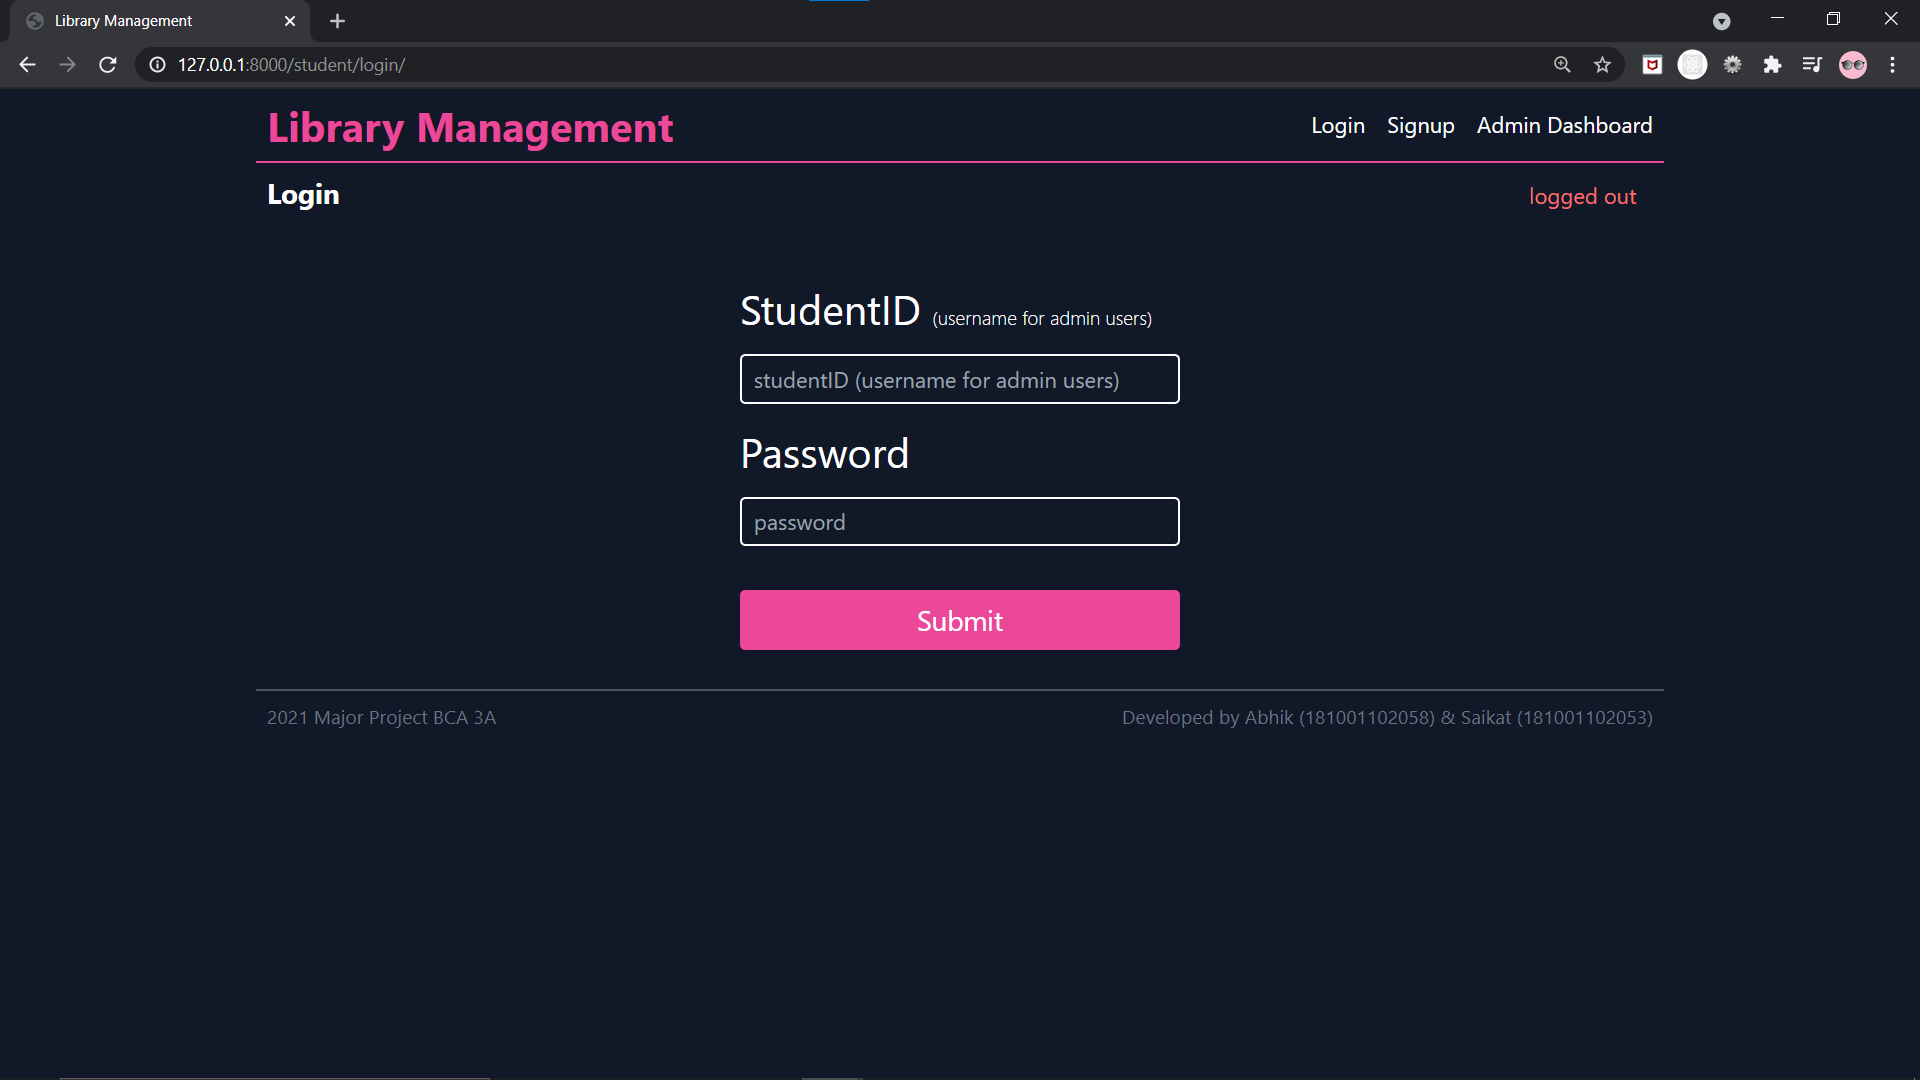 Library Management
127.0.0.1:8000/student/login/
Library Management
Login Signup Admin Dashboard
Login
logged out
StudentID (username for admin users)
studentID (username for admin users)
Password
password
Submit
2021 Major Project BCA 3A
Developed by Abhik (181001102058) & Saikat (181001102053)